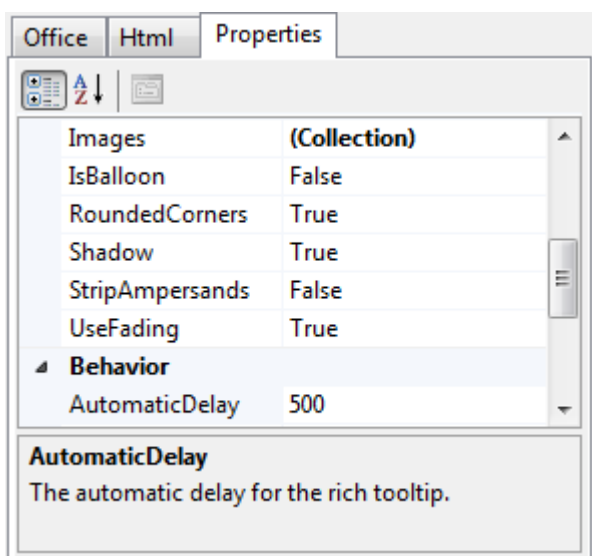 Office Html Properties
A Z
Images (Collection)
IsBalloon False
RoundedCorners True
Shadow True
StripAmpersands False
UseFading True
Behavior
AutomaticDelay 500
AutomaticDelay
The automatic delay for the rich tooltip.